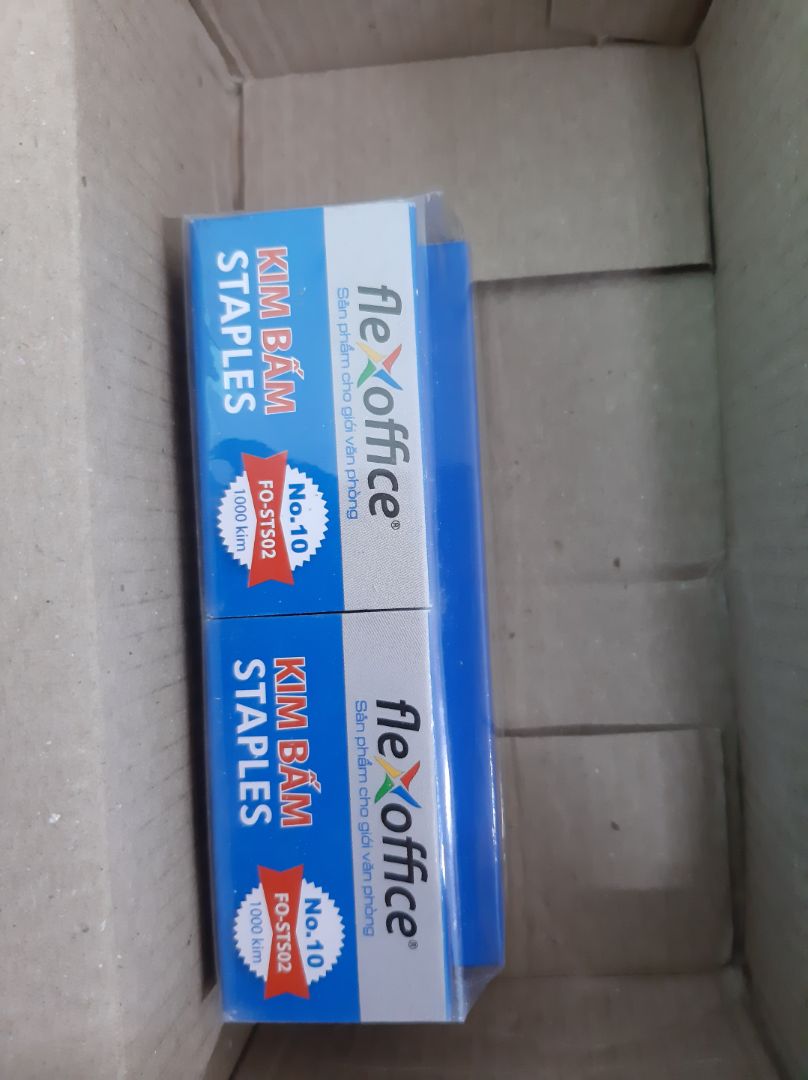 flexoffice®
Sản phẩm cho giới văn phòng
KIM BẤM
STAPLES
No.10
FO-STS02
1000 kim
flexoffice®
Sản phẩm cho giới văn phòng
KIM BẤM
STAPLES
No.10
FO-STS02
1000 kim